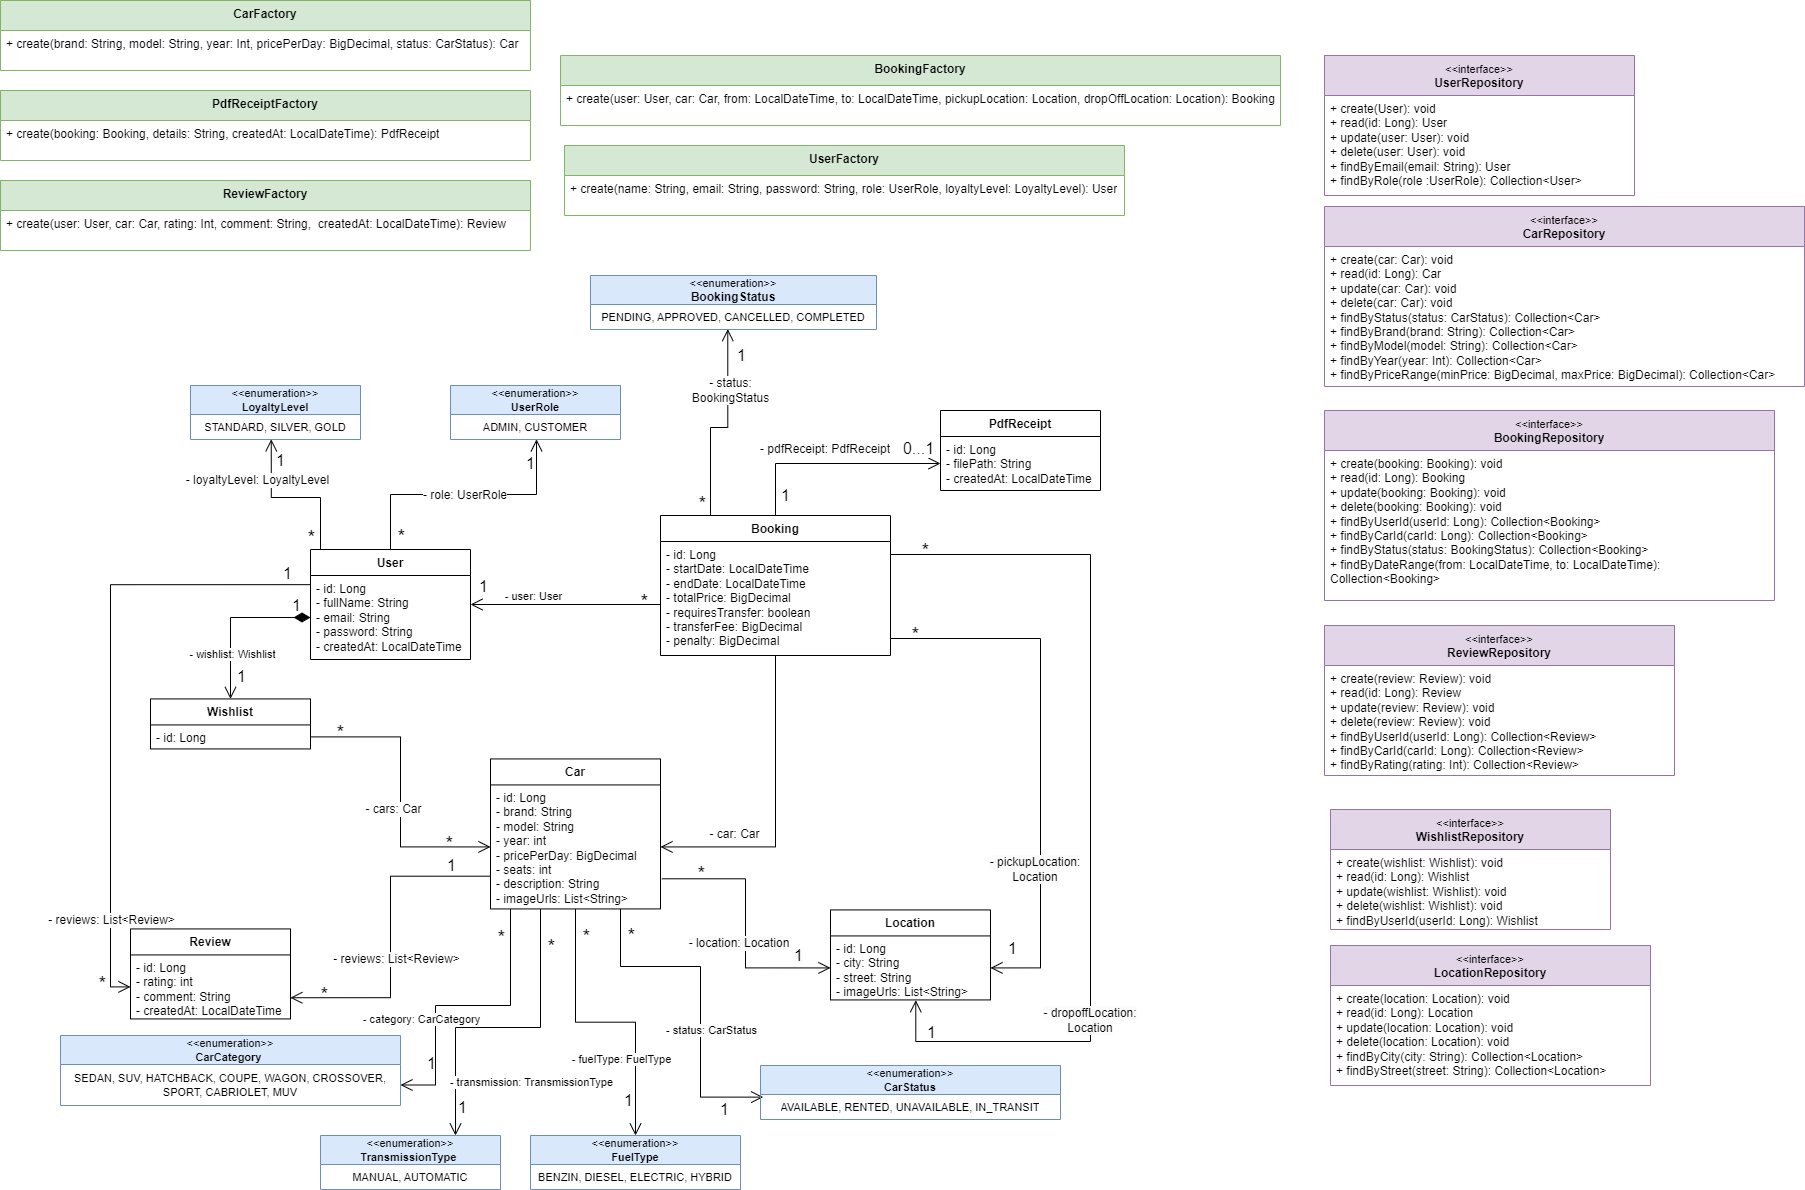 CarFactory
+ create(brand: String, model: String, year: Int, pricePerDay: BigDecimal, status: CarStatus): Car
PdfReceiptFactory
+ create(booking: Booking, details: String, createdAt: LocalDateTime): PdfReceipt
ReviewFactory
+ create(user: User, car: Car, rating: Int, comment: String,  createdAt: LocalDateTime): Review
BookingFactory
+ create(user: User, car: Car, from: LocalDateTime, to: LocalDateTime, pickupLocation: Location, dropOffLocation: Location): Booking
UserFactory
+ create(name: String, email: String, password: String, role: UserRole, loyaltyLevel: LoyaltyLevel): User
<<interface>>
UserRepository
+ create(User): void
+ read(id: Long): User
+ update(user: User): void
+ delete(user: User): void
+ findByEmail(email: String): User
+ findByRole(role :UserRole): Collection<User>
<<interface>>
CarRepository
+ create(car: Car): void
+ read(id: Long): Car
+ update(car: Car): void
+ delete(car: Car): void
+ findByStatus(status: CarStatus): Collection<Car>
+ findByBrand(brand: String): Collection<Car>
+ findByModel(model: String): Collection<Car>
+ findByYear(year: Int): Collection<Car>
+ findByPriceRange(minPrice: BigDecimal, maxPrice: BigDecimal): Collection<Car>
<<interface>>
BookingRepository
+ create(booking: Booking): void
+ read(id: Long): Booking
+ update(booking: Booking): void
+ delete(booking: Booking): void
+ findByUserId(userId: Long): Collection<Booking>
+ findByCarId(carId: Long): Collection<Booking>
+ findByStatus(status: BookingStatus): Collection<Booking>
+ findByDateRange(from: LocalDateTime, to: LocalDateTime):
Collection<Booking>
<<interface>>
ReviewRepository
+ create(review: Review): void
+ read(id: Long): Review
+ update(review: Review): void
+ delete(review: Review): void
+ findByUserId(userId: Long): Collection<Review>
+ findByCarId(carId: Long): Collection<Review>
+ findByRating(rating: Int): Collection<Review>
<<interface>>
WishlistRepository
+ create(wishlist: Wishlist): void
+ read(id: Long): Wishlist
+ update(wishlist: Wishlist): void
+ delete(wishlist: Wishlist): void
+ findByUserId(userId: Long): Wishlist
<<interface>>
LocationRepository
+ create(location: Location): void
+ read(id: Long): Location
+ update(location: Location): void
+ delete(location: Location): void
+ findByCity(city: String): Collection<Location>
+ findByStreet(street: String): Collection<Location>
<<enumeration>>
BookingStatus
PENDING, APPROVED, CANCELLED, COMPLETED
1
- status:
BookingStatus
*
<<enumeration>>
LoyaltyLevel
STANDARD, SILVER, GOLD
1
- loyaltyLevel: LoyaltyLevel
*
<<enumeration>>
UserRole
ADMIN, CUSTOMER
1
- role: UserRole
*
PdfReceipt
- id: Long
- filePath: String
- createdAt: LocalDateTime
- pdfReceipt: PdfReceipt
0...1
1
Booking
- id: Long
- startDate: LocalDateTime
- endDate: LocalDateTime
- totalPrice: BigDecimal
- requiresTransfer: boolean
- transferFee: BigDecimal
- penalty: BigDecimal
User
- id: Long
- fullName: String
- email: String
- password: String
- createdAt: LocalDateTime
1
- user: User
*
1
1
- wishlist: Wishlist
1
Wishlist
- id: Long
*
- cars: Car
*
Car
- id: Long
- brand: String
- model: String
- year: int
- pricePerDay: BigDecimal
- seats: int
- description: String
- imageUrls: List<String>
- car: Car
*
*
- pickupLocation:
Location
1
- dropoffLocation:
Location
1
*
- location: Location
1
Location
- id: Long
- city: String
- street: String
- imageUrls: List<String>
- reviews: List<Review>
*
Review
- id: Long
- rating: int
- comment: String
- createdAt: LocalDateTime
1
- reviews: List<Review>
*
*
- category: CarCategory
1
<<enumeration>>
CarCategory
SEDAN, SUV, HATCHBACK, COUPE, WAGON, CROSSOVER,
SPORT, CABRIOLET, MUV
*
- transmission: TransmissionType
1
<<enumeration>>
TransmissionType
MANUAL, AUTOMATIC
*
- fuelType: FuelType
1
<<enumeration>>
FuelType
BENZIN, DIESEL, ELECTRIC, HYBRID
*
- status: CarStatus
1
<<enumeration>>
CarStatus
AVAILABLE, RENTED, UNAVAILABLE, IN_TRANSIT